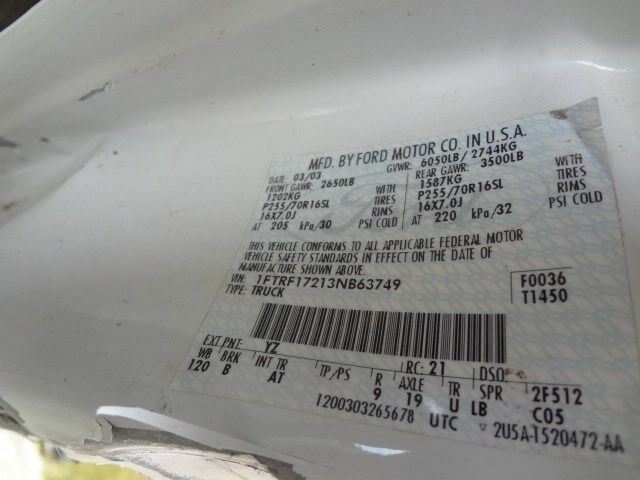 MFD. BY FORD MOTOR CO. IN U.S.A.
DATE: 03/03 GVWR: 6050LB/ 2744KG
FRONT GAWR: 2650LB REAR GAWR: 3500LB
1202KG WITH 1587KG WITH
P255/70R16SL TIRES P255/70R16SL TIRES
16X7.0J RIMS 16X7.0J RIMS
AT 205 kPa/30 PSI COLD AT 220 kPa/32 PSI COLD
THIS VEHICLE CONFORMS TO ALL APPLICABLE FEDERAL MOTOR
VEHICLE SAFETY STANDARDS IN EFFECT ON THE DATE OF
MANUFACTURE SHOWN ABOVE.
VIN: 1FTRF17213NB63749 F0036
TYPE: TRUCK T1450
EXT PNT: YZ RC: 21 DSO:
WB BRK INT TR TP/PS R AXLE TR SPR 2F512
120 B AT 9 19 U LB C05
1200303265678 UTC ▽ 2U5A-1520472-AA